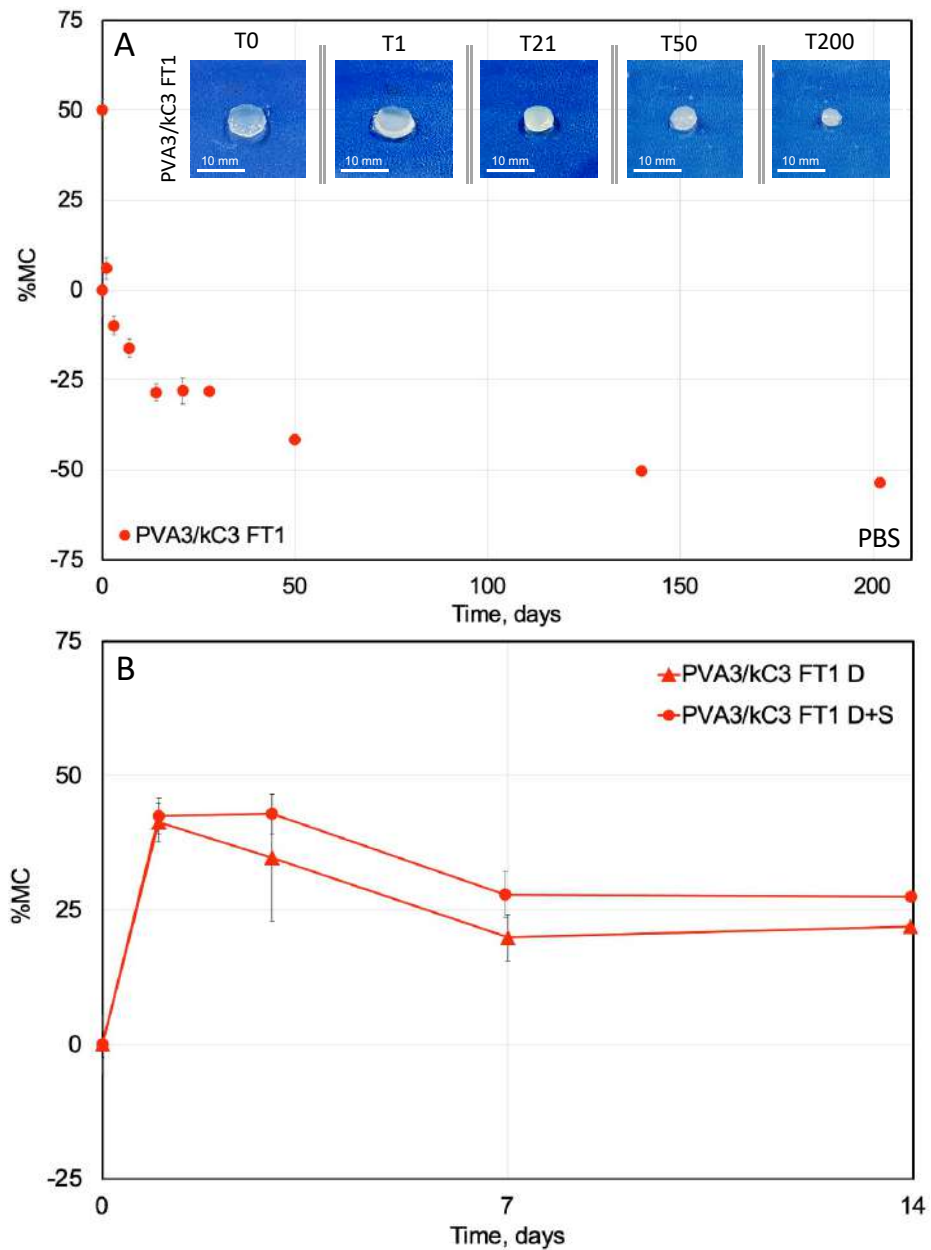 A
T0
T1
T21
T50
T200
PVA3/kC3 FT1
10 mm
10 mm
10 mm
10 mm
10 mm
75
50
25
0
-25
-50
-75
%MC
PVA3/kC3 FT1
PBS
0
50
100
150
200
Time, days
B
PVA3/kC3 FT1 D
PVA3/kC3 FT1 D+S
75
50
25
0
-25
%MC
0
7
14
Time, days